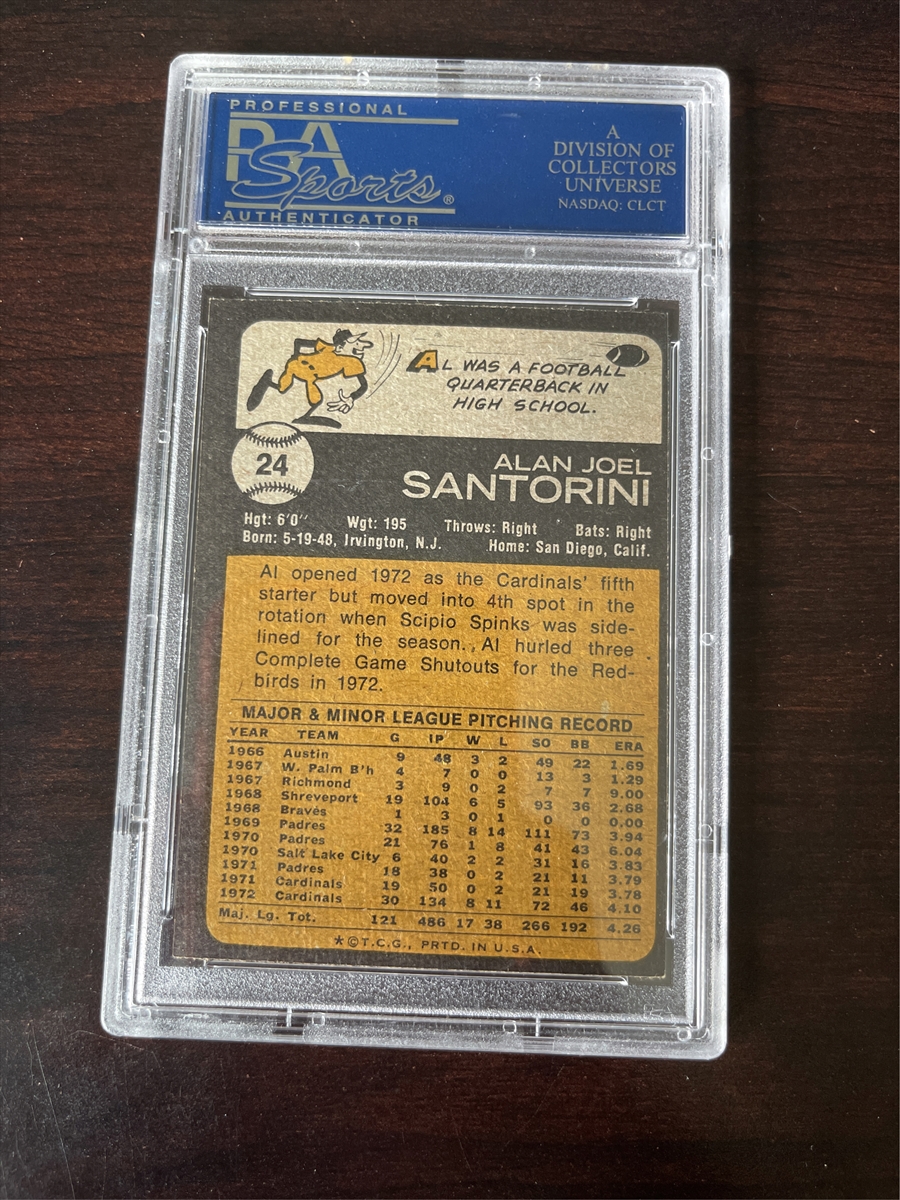 PROFESSIONAL
PSA
Sports®
AUTHENTICATOR
A
DIVISION OF
COLLECTORS
UNIVERSE
NASDAQ: CLCT
AL WAS A FOOTBALL
QUARTERBACK IN
HIGH SCHOOL.
24
ALAN JOEL
SANTORINI
Hgt: 6'0" Wgt: 195 Throws: Right Bats: Right
Born: 5-19-48, Irvington, N.J. Home: San Diego, Calif.
Al opened 1972 as the Cardinals' fifth
starter but moved into 4th spot in the
rotation when Scipio Spinks was side-
lined for the season. Al hurled three
Complete Game Shutouts for the Red-
birds in 1972.
MAJOR & MINOR LEAGUE PITCHING RECORD
YEAR TEAM G IP W L SO BB ERA
1966 Austin 9 48 3 2 49 22 1.69
1967 W. Palm B'h 4 7 0 0 13 3 1.29
1967 Richmond 3 9 0 2 7 7 9.00
1968 Shreveport 19 104 6 5 93 36 2.68
1968 Braves 1 3 0 1 0 0 0.00
1969 Padres 32 185 8 14 111 73 3.94
1970 Padres 21 76 1 8 41 43 6.04
1970 Salt Lake City 6 40 2 2 31 16 3.83
1971 Padres 18 38 0 2 21 11 3.79
1971 Cardinals 19 50 0 2 21 19 3.78
1972 Cardinals 30 134 8 11 72 46 4.10
Maj. Lg. Tot. 121 486 17 38 266 192 4.26
*©T.C.G., PRTD. IN U.S.A.